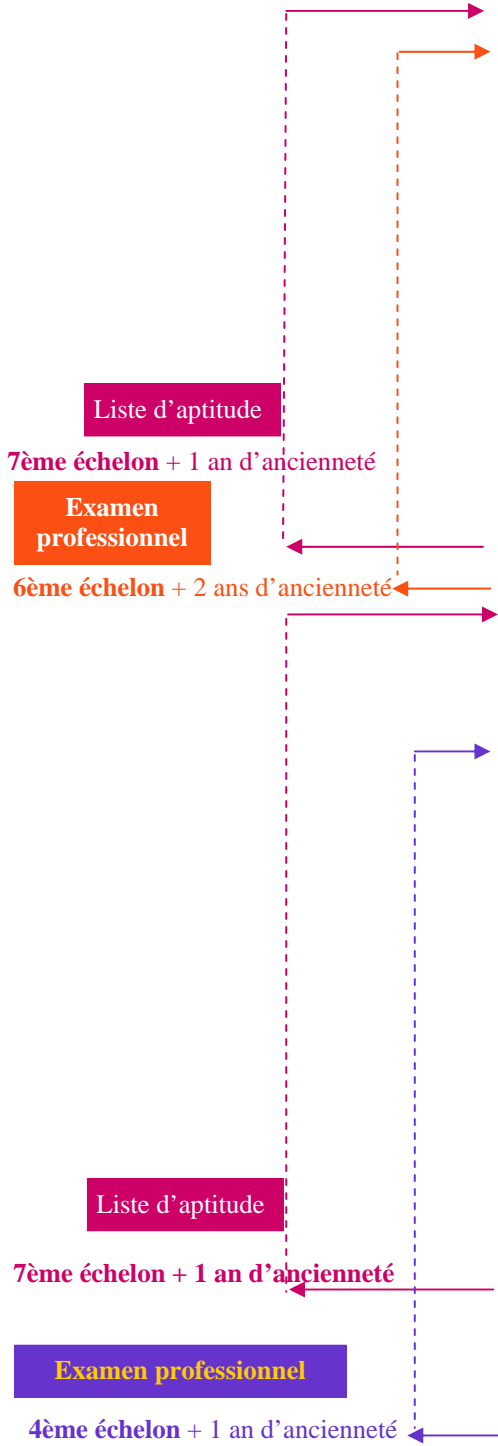 Liste d’aptitude
7ème échelon + 1 an d’ancienneté
Examen
professionnel
6ème échelon + 2 ans d’ancienneté
Liste d’aptitude
7ème échelon + 1 an d’ancienneté
Examen professionnel
4ème échelon + 1 an d’ancienneté